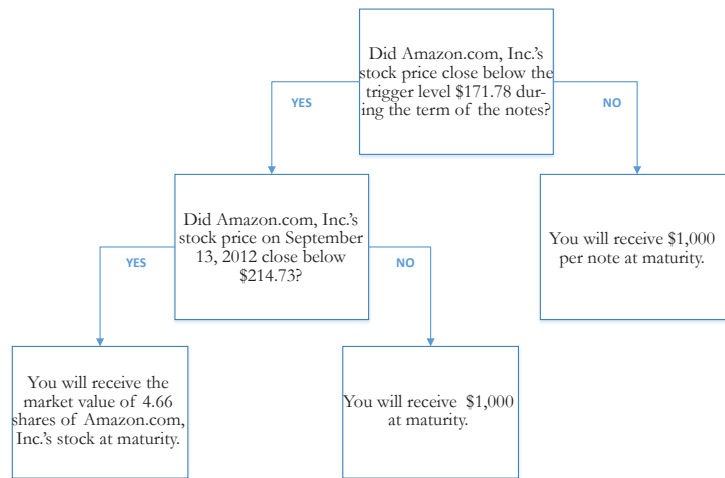 Did Amazon.com, Inc.'s
stock price close below the
trigger level $171.78 dur-
ing the term of the notes?
YES
NO
Did Amazon.com, Inc.'s
stock price on September
13, 2012 close below
$214.73?
You will receive $1,000
per note at maturity.
YES
NO
You will receive the
market value of 4.66
shares of Amazon.com,
Inc.'s stock at maturity.
You will receive $1,000
at maturity.